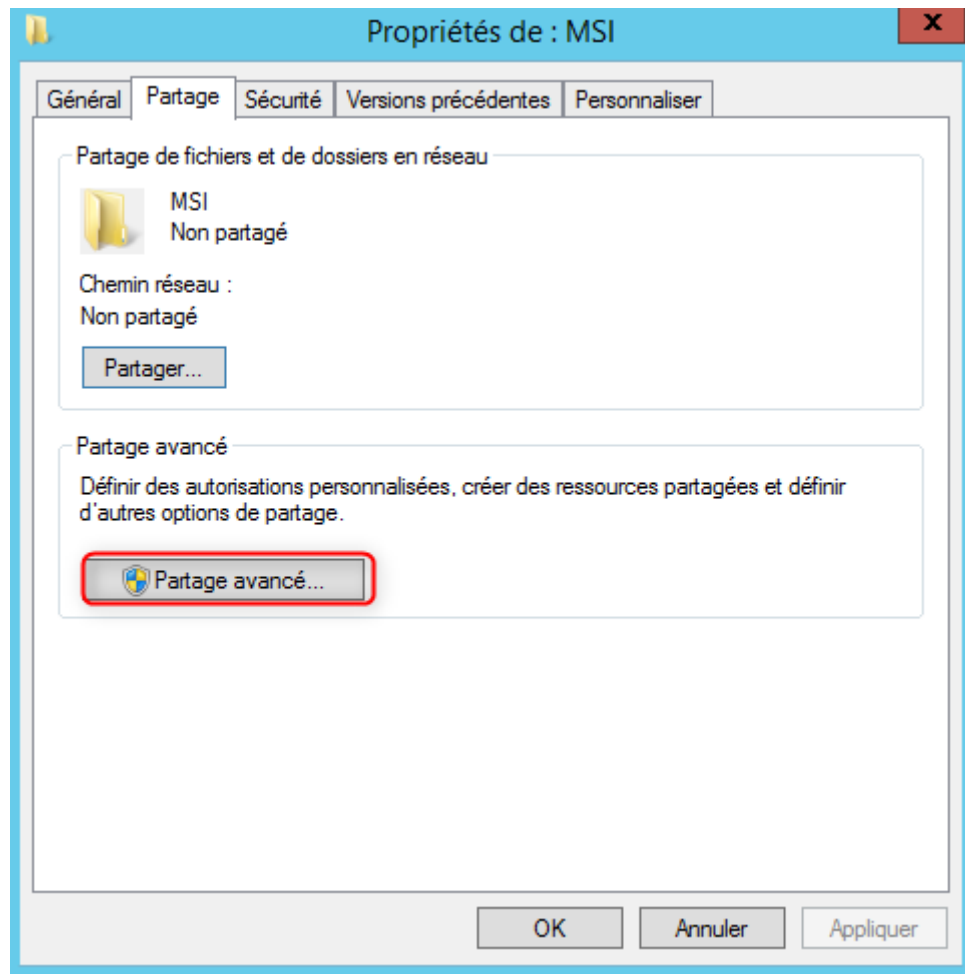 Propriétés de : MSI
x
Général Partage Sécurité Versions précédentes Personnaliser
Partage de fichiers et de dossiers en réseau
MSI
Non partagé
Chemin réseau :
Non partagé
Partager...
Partage avancé
Définir des autorisations personnalisées, créer des ressources partagées et définir
d'autres options de partage.
Partage avancé...
OK Annuler Appliquer